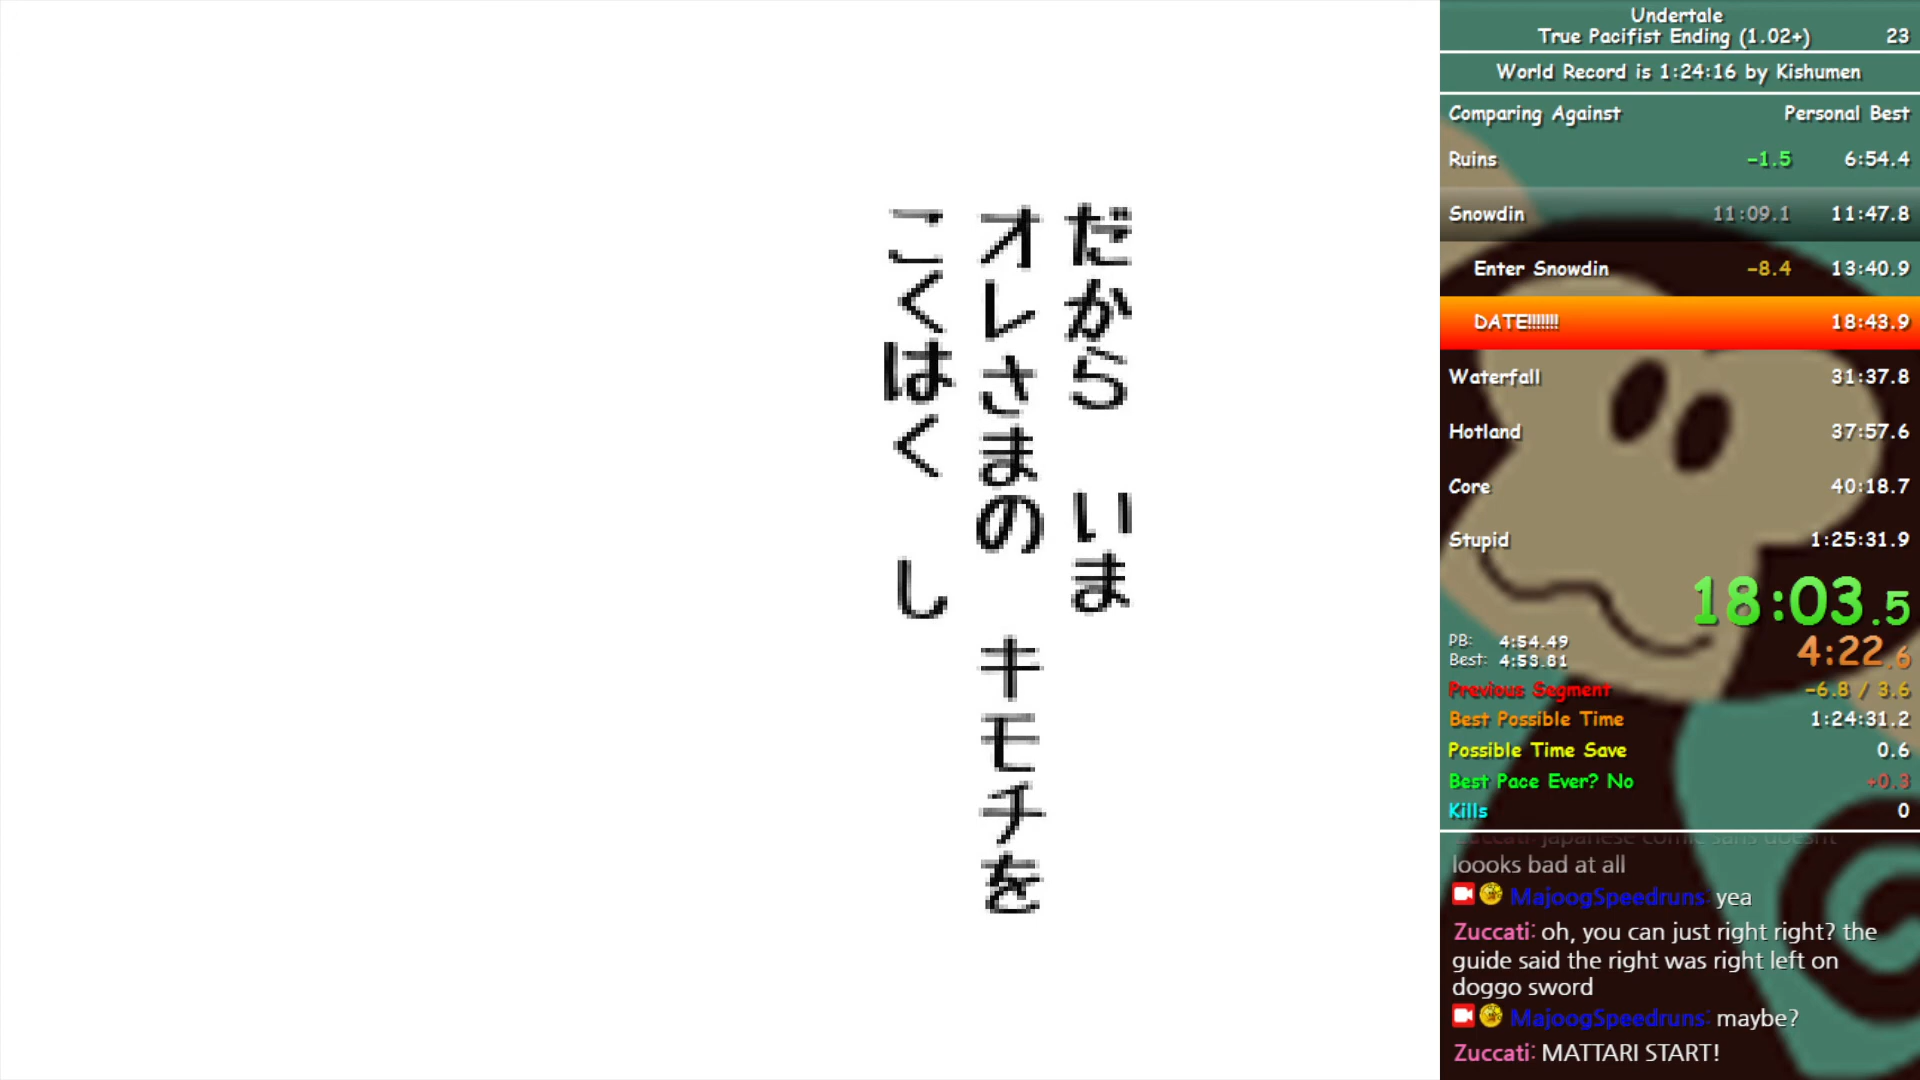 だから いま
オレさまの キモチを
こくはく し
Undertale
True Pacifist Ending (1.02+) 23
World Record is 1:24:16 by Kishumen
Comparing Against Personal Best
Ruins -1.5 6:54.4
Snowdin 11:09.1 11:47.8
Enter Snowdin -8.4 13:40.9
DATE!!!!!!! 18:43.9
Waterfall 31:37.8
Hotland 37:57.6
Core 40:18.7
Stupid 1:25:31.9
18:03.5
PB: 4:54.49
Best: 4:53.81
4:22.6
Previous Segment -6.8 / 3.6
Best Possible Time 1:24:31.2
Possible Time Save 0.6
Best Pace Ever? No +0.3
Kills 0
Zuccati: japanese comic sans doesnt
loooks bad at all
MajoogSpeedruns: yea
Zuccati: oh, you can just right right? the
guide said the right was right left on
doggo sword
MajoogSpeedruns: maybe?
Zuccati: MATTARI START!